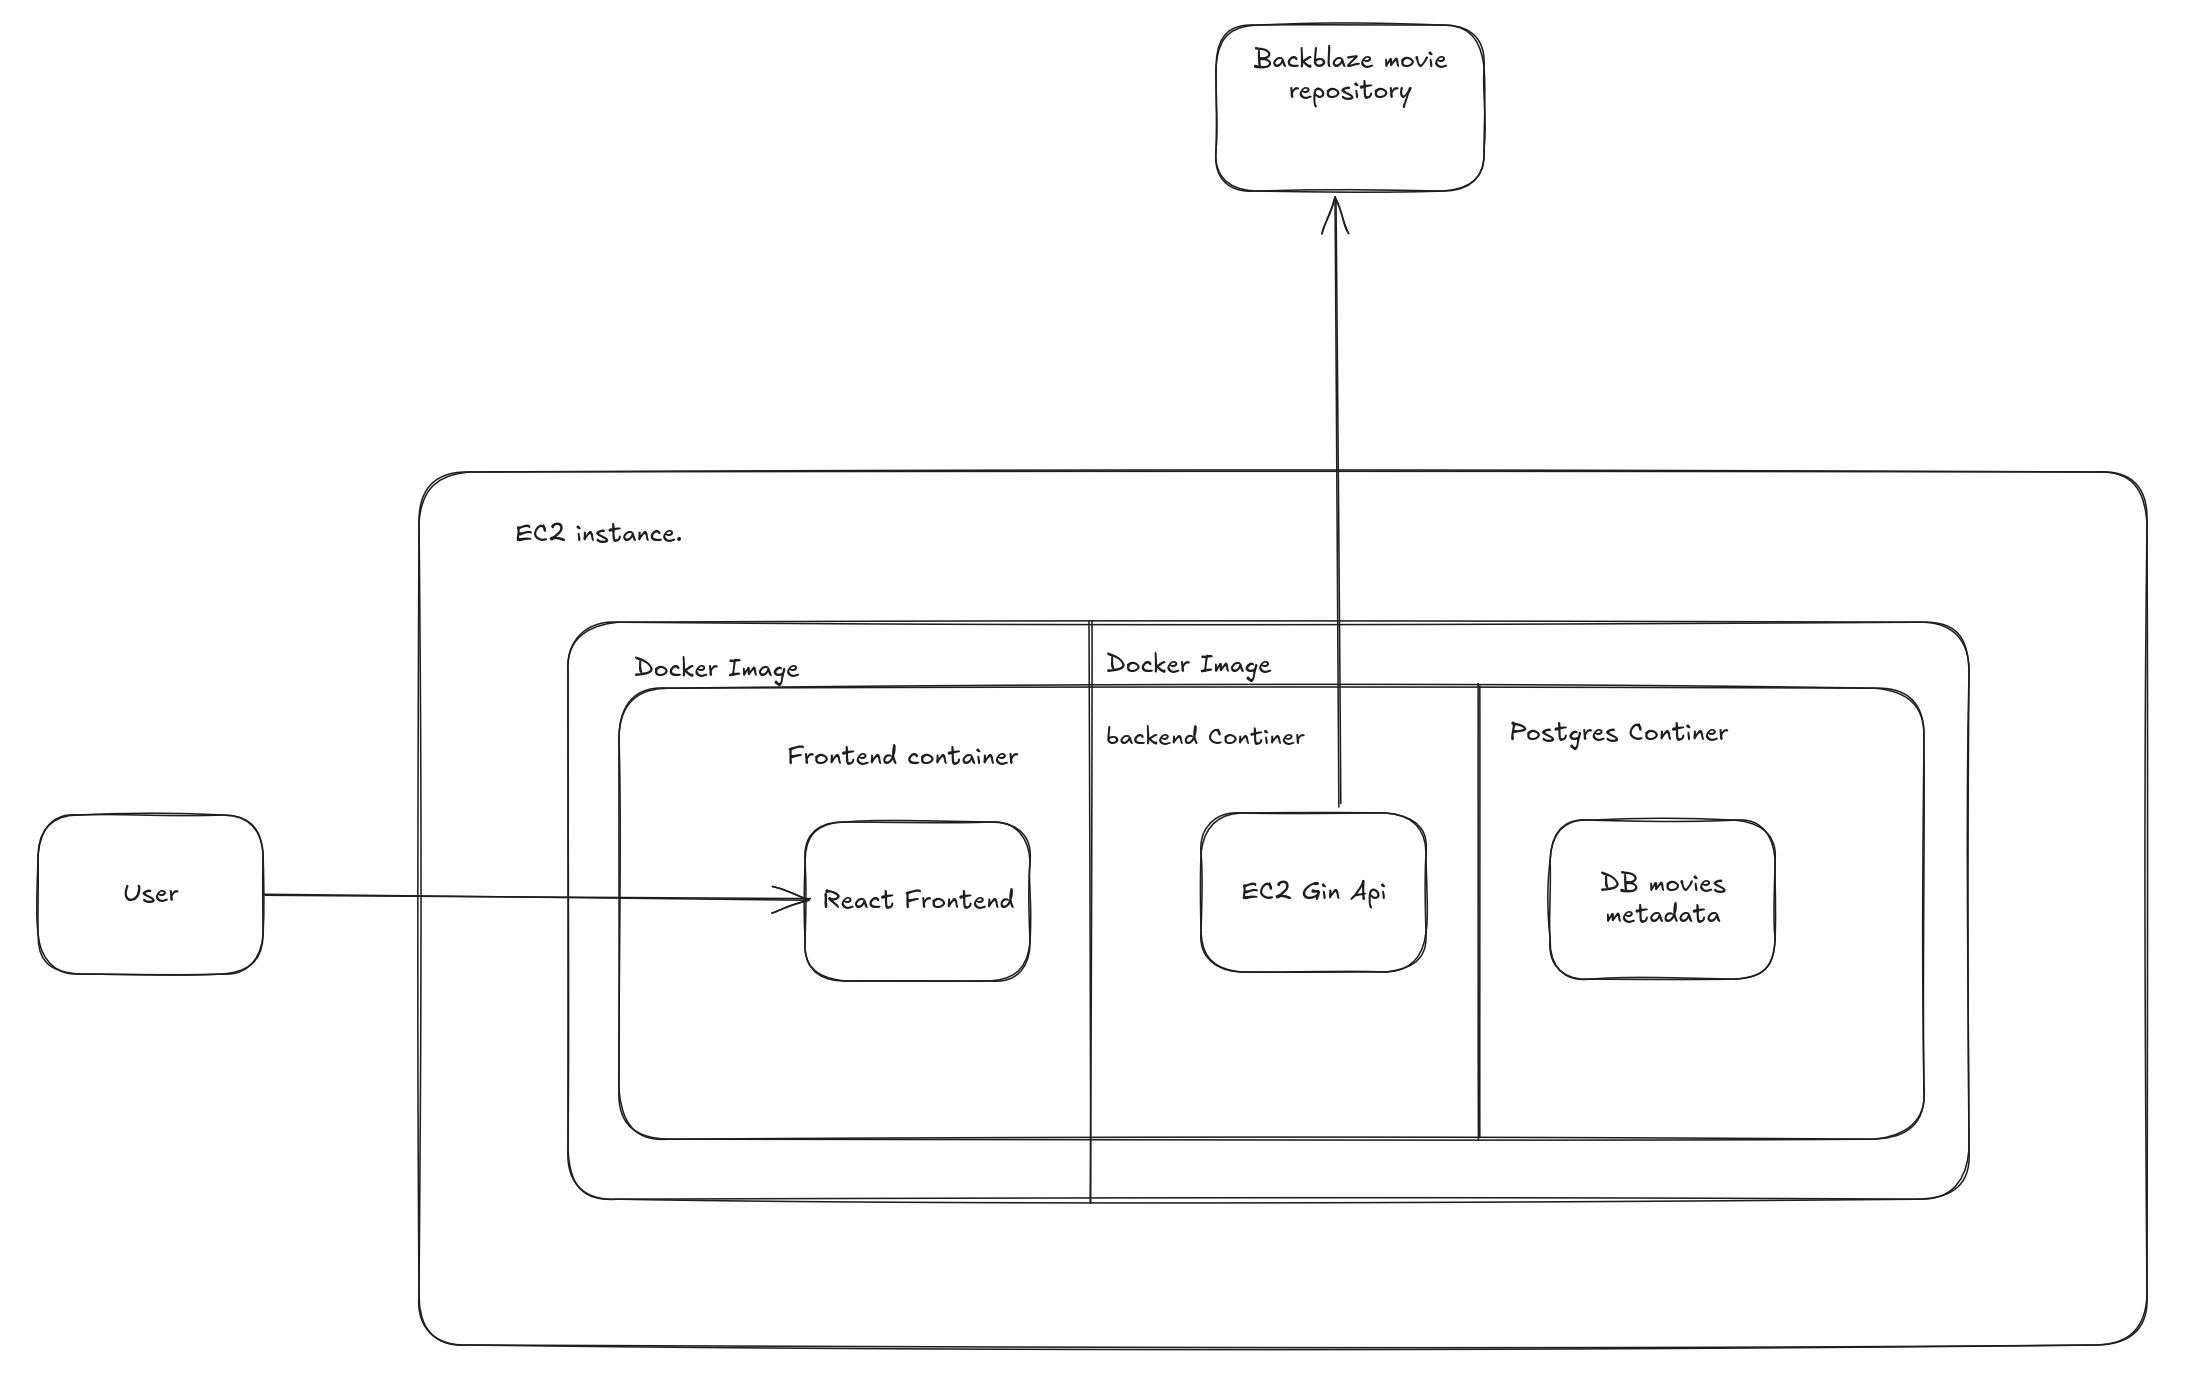 Backblaze movie
repository
EC2 instance.
Docker Image
Docker Image
Frontend container
backend Continer
Postgres Continer
User
React Frontend
EC2 Gin Api
DB movies
metadata